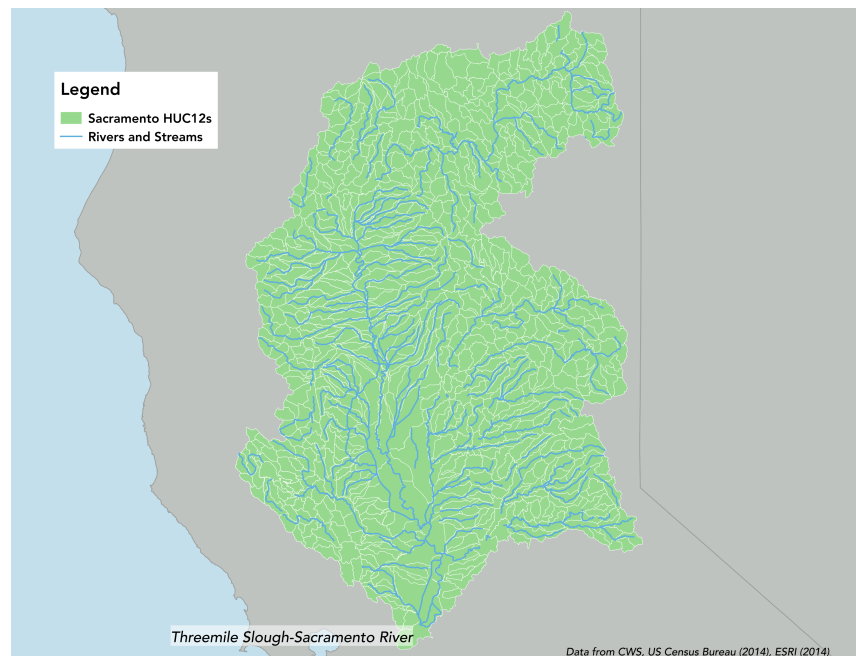 Legend
Sacramento HUC12s
Rivers and Streams
Threemile Slough-Sacramento River
Data from CWS, US Census Bureau (2014), ESRI (2014)